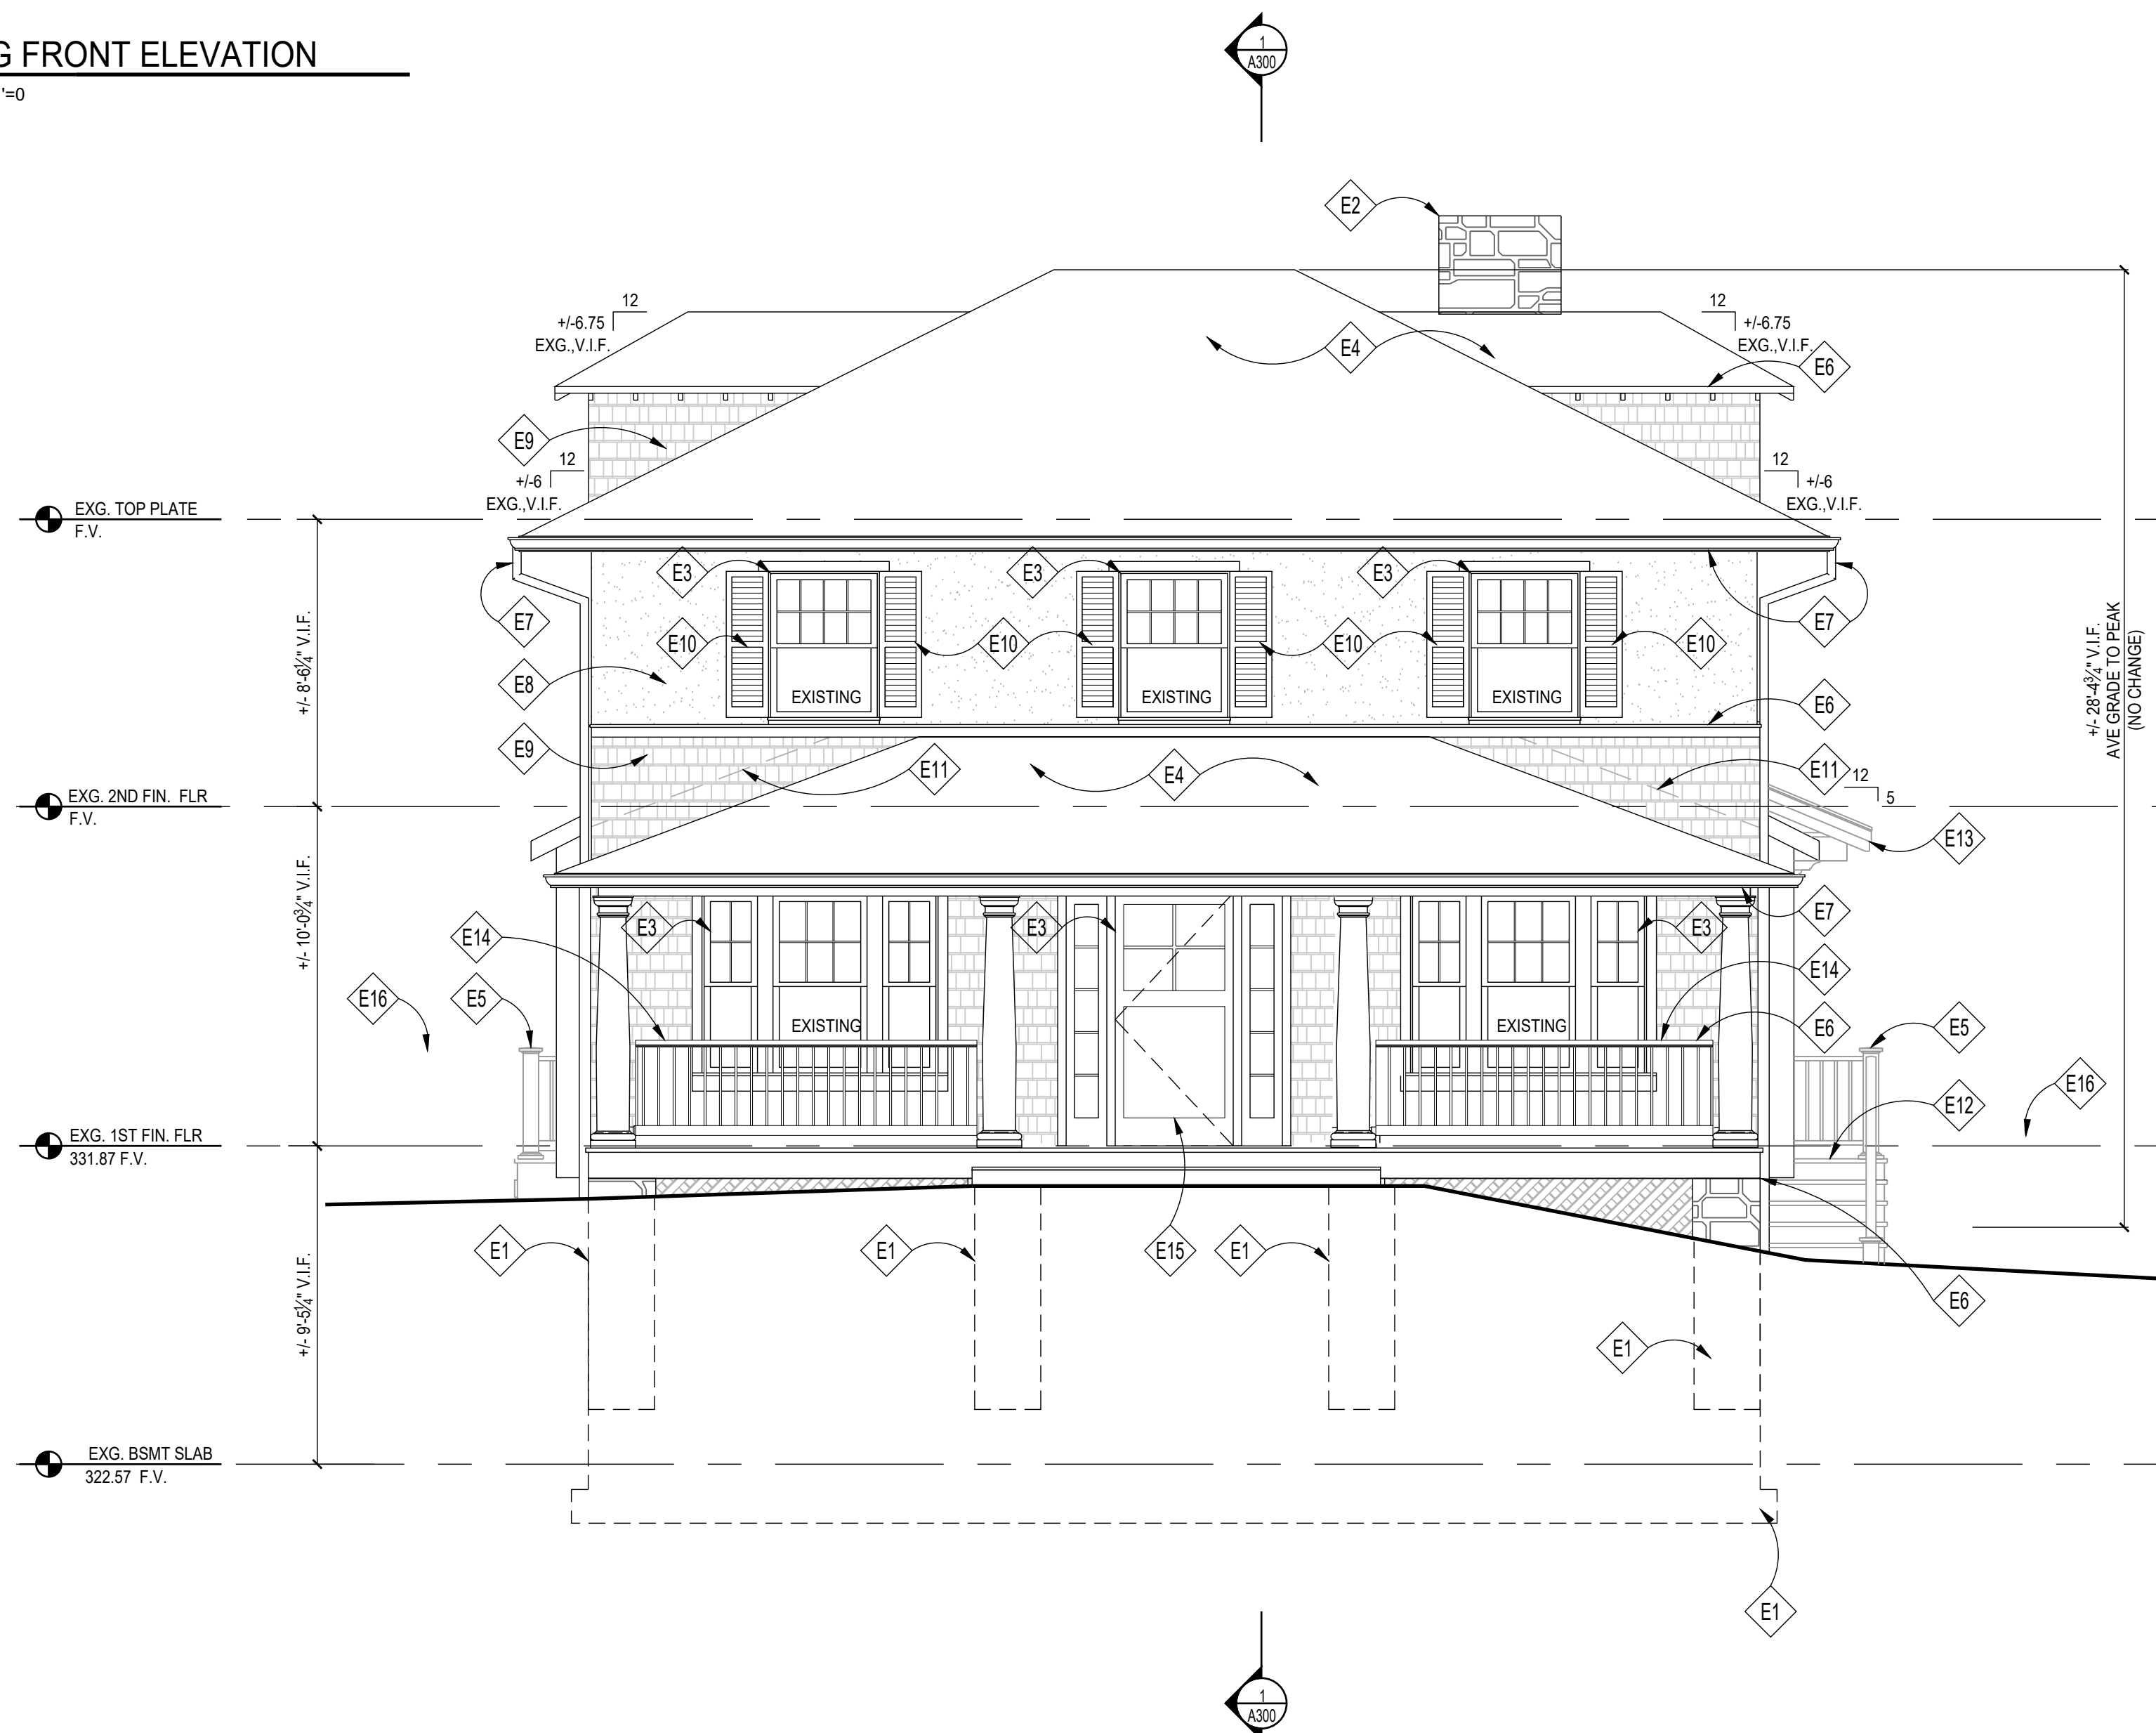 G FRONT ELEVATION
'=0
1
A300
E2
12
+/-6.75
EXG.,V.I.F.
12
+/-6.75
EXG.,V.I.F.
E4
E6
E9
12
+/-6
EXG.,V.I.F.
12
+/-6
EXG.,V.I.F.
EXG. TOP PLATE
F.V.
E3
E3
E3
E7
E10
E10
E10
E10
E7
E8
EXISTING
EXISTING
EXISTING
+/- 8'-6¼" V.I.F.
+/- 28'-4¾" V.I.F.
AVE GRADE TO PEAK
(NO CHANGE)
E6
E9
E11
E4
E11
12
5
EXG. 2ND FIN. FLR
F.V.
E13
+/- 10'-0¾" V.I.F.
E14
E3
E3
E3
E7
E14
E16
E5
EXISTING
EXISTING
E6
E5
E16
E12
EXG. 1ST FIN. FLR
331.87 F.V.
E1
E1
E15
E1
E6
+/- 9'-5¼" V.I.F.
E1
EXG. BSMT SLAB
322.57 F.V.
E1
1
A300